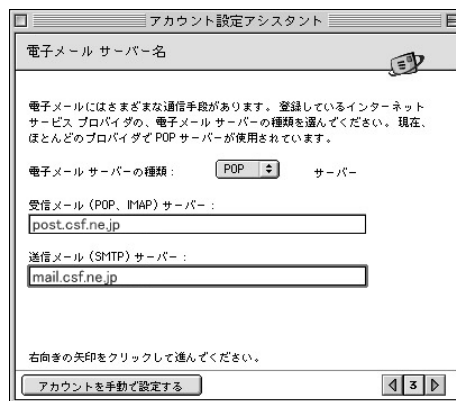 アカウント設定アシスタント
電子メール サーバー名
電子メールにはさまざまな通信手段があります。登録しているインターネット
サービス プロバイダの、電子メール サーバーの種類を選んでください。現在、
ほとんどのプロバイダで POP サーバーが使用されています。
電子メール サーバーの種類： POP サーバー
受信メール (POP、IMAP) サーバー：
post.csf.ne.jp
送信メール (SMTP) サーバー：
mail.csf.ne.jp
右向きの矢印をクリックして進んでください。
アカウントを手動で設定する 3